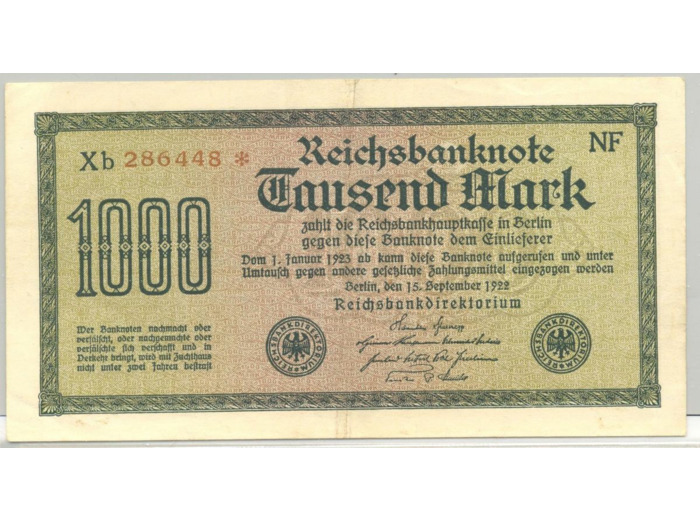 Xb 286448 *
NF
Reichsbanknote
Tausend Mark
1000
zahlt die Reichsbankhauptkasse in Berlin
gegen diese Banknote dem Einlieferer
Vom 1. Januar 1923 ab kann diese Banknote aufgerufen und unter
Umtausch gegen andere gesetzliche Zahlungsmittel eingezogen werden
Berlin, den 15. September 1922
Reichsbankdirektorium
Wer Banknoten nachmacht oder
verfälscht, oder nachgemachte oder
verfälschte sich verschafft und in
Verkehr bringt, wird mit Zuchthaus
nicht unter zwei Jahren bestraft
REICHSBANKDIREKTORIUM
REICHSBANKDIREKTORIUM